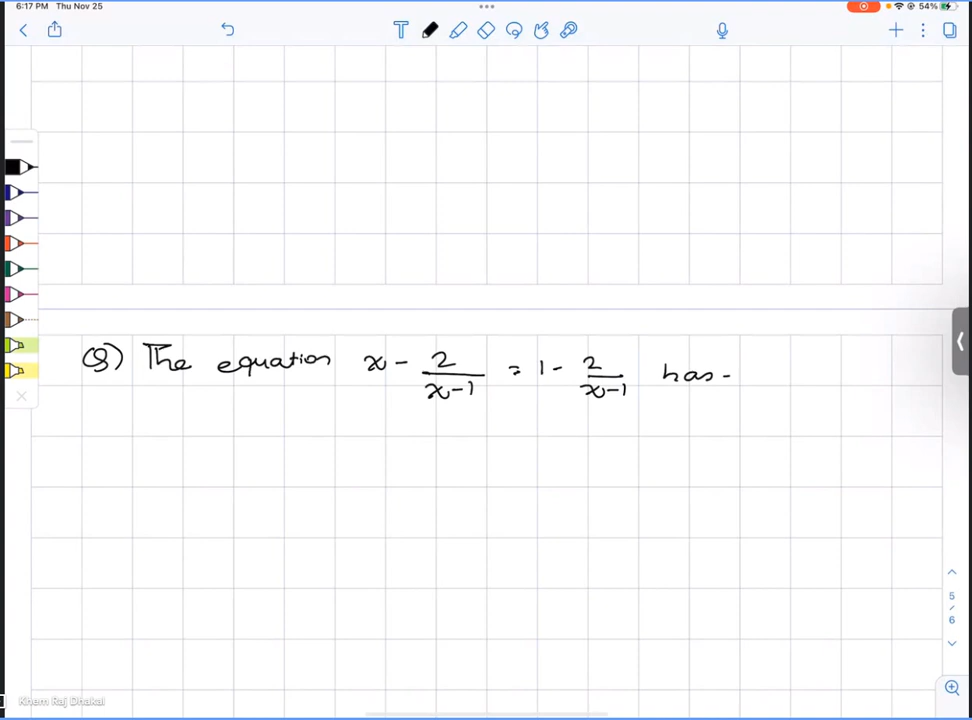 6:17 PM Thu Nov 25
54%
Q) The equation x - 2/(x-1) = 1 - 2/(x-1) has -
5
/
6
Khem Raj Dhakal